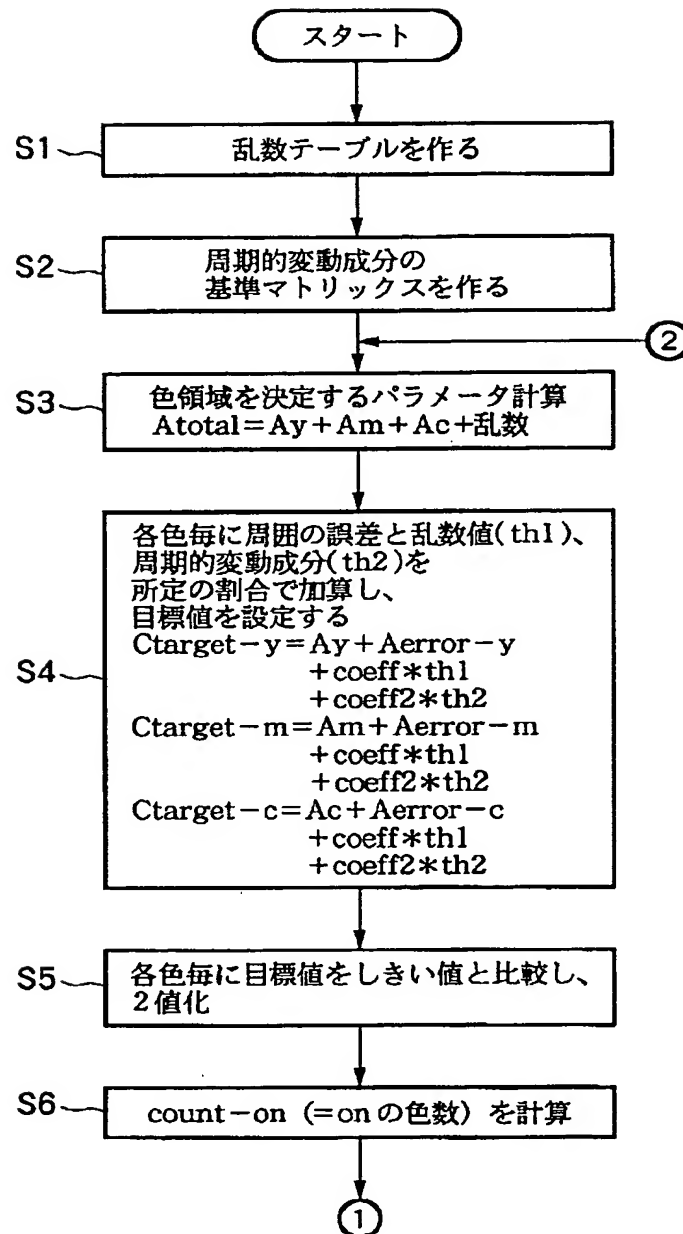 スタート
S1
乱数テーブルを作る
S2
周期的変動成分の
基準マトリックスを作る
②
S3
色領域を決定するパラメータ計算
Atotal=Ay+Am+Ac+乱数
S4
各色毎に周囲の誤差と乱数値(th1)、
周期的変動成分(th2)を
所定の割合で加算し、
目標値を設定する
Ctarget-y=Ay+Aerror-y
+coeff*th1
+coeff2*th2
Ctarget-m=Am+Aerror-m
+coeff*th1
+coeff2*th2
Ctarget-c=Ac+Aerror-c
+coeff*th1
+coeff2*th2
S5
各色毎に目標値をしきい値と比較し、
2値化
S6
count-on (=onの色数) を計算
①